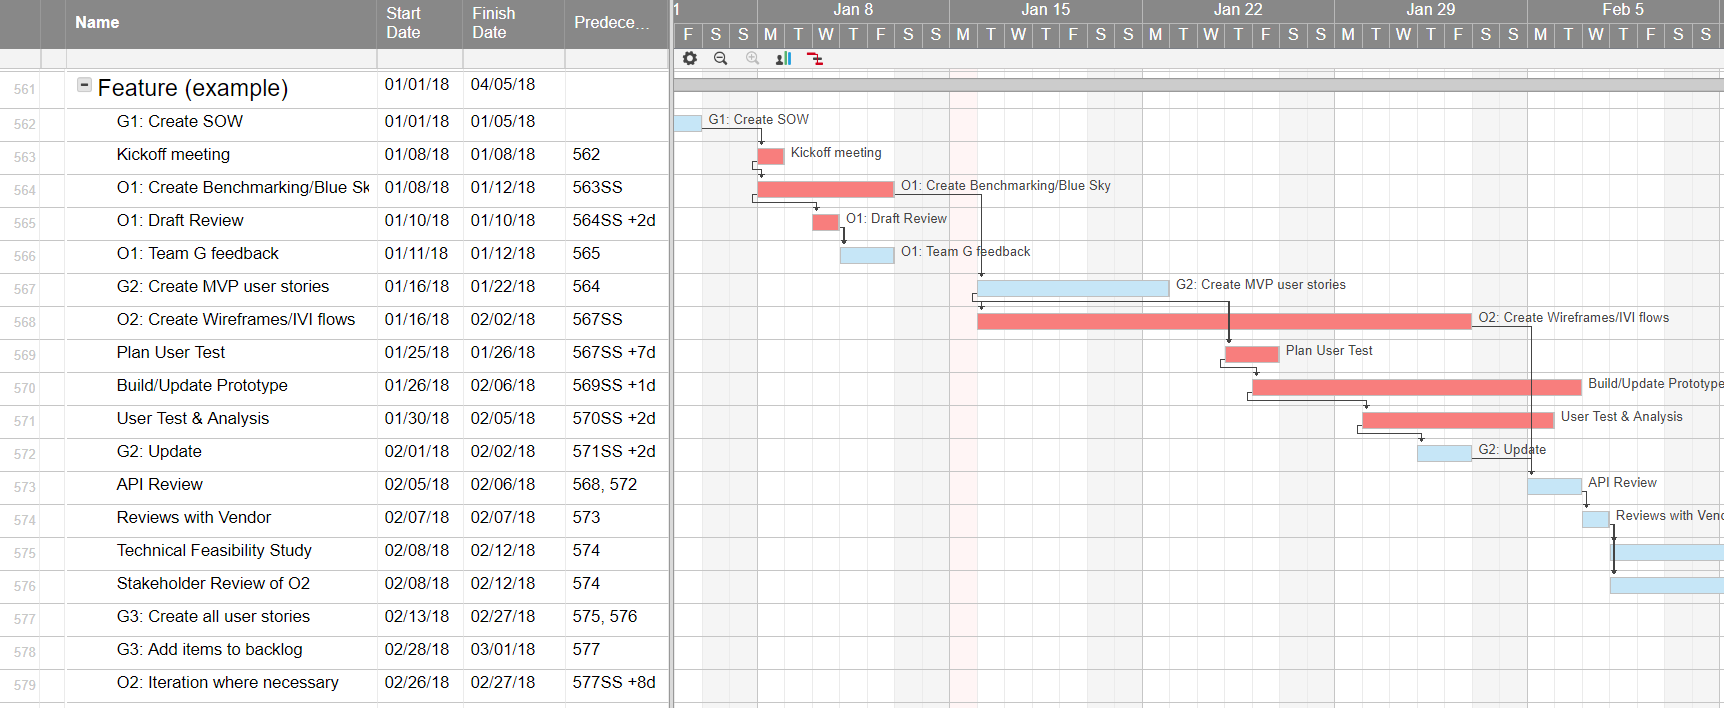 Name Start Date Finish Date Predece...
1 Jan 8 Jan 15 Jan 22 Jan 29 Feb 5
F S S M T W T F S S M T W T F S S M T W T F S S M T W T F S S M T W T F S S
561 Feature (example) 01/01/18 04/05/18
562 G1: Create SOW 01/01/18 01/05/18 G1: Create SOW
563 Kickoff meeting 01/08/18 01/08/18 562 Kickoff meeting
564 O1: Create Benchmarking/Blue Sk 01/08/18 01/12/18 563SS O1: Create Benchmarking/Blue Sky
565 O1: Draft Review 01/10/18 01/10/18 564SS +2d O1: Draft Review
566 O1: Team G feedback 01/11/18 01/12/18 565 O1: Team G feedback
567 G2: Create MVP user stories 01/16/18 01/22/18 564 G2: Create MVP user stories
568 O2: Create Wireframes/IVI flows 01/16/18 02/02/18 567SS O2: Create Wireframes/IVI flows
569 Plan User Test 01/25/18 01/26/18 567SS +7d Plan User Test
570 Build/Update Prototype 01/26/18 02/06/18 569SS +1d Build/Update Prototype
571 User Test & Analysis 01/30/18 02/05/18 570SS +2d User Test & Analysis
572 G2: Update 02/01/18 02/02/18 571SS +2d G2: Update
573 API Review 02/05/18 02/06/18 568, 572 API Review
574 Reviews with Vendor 02/07/18 02/07/18 573 Reviews with Venc
575 Technical Feasibility Study 02/08/18 02/12/18 574
576 Stakeholder Review of O2 02/08/18 02/12/18 574
577 G3: Create all user stories 02/13/18 02/27/18 575, 576
578 G3: Add items to backlog 02/28/18 03/01/18 577
579 O2: Iteration where necessary 02/26/18 02/27/18 577SS +8d